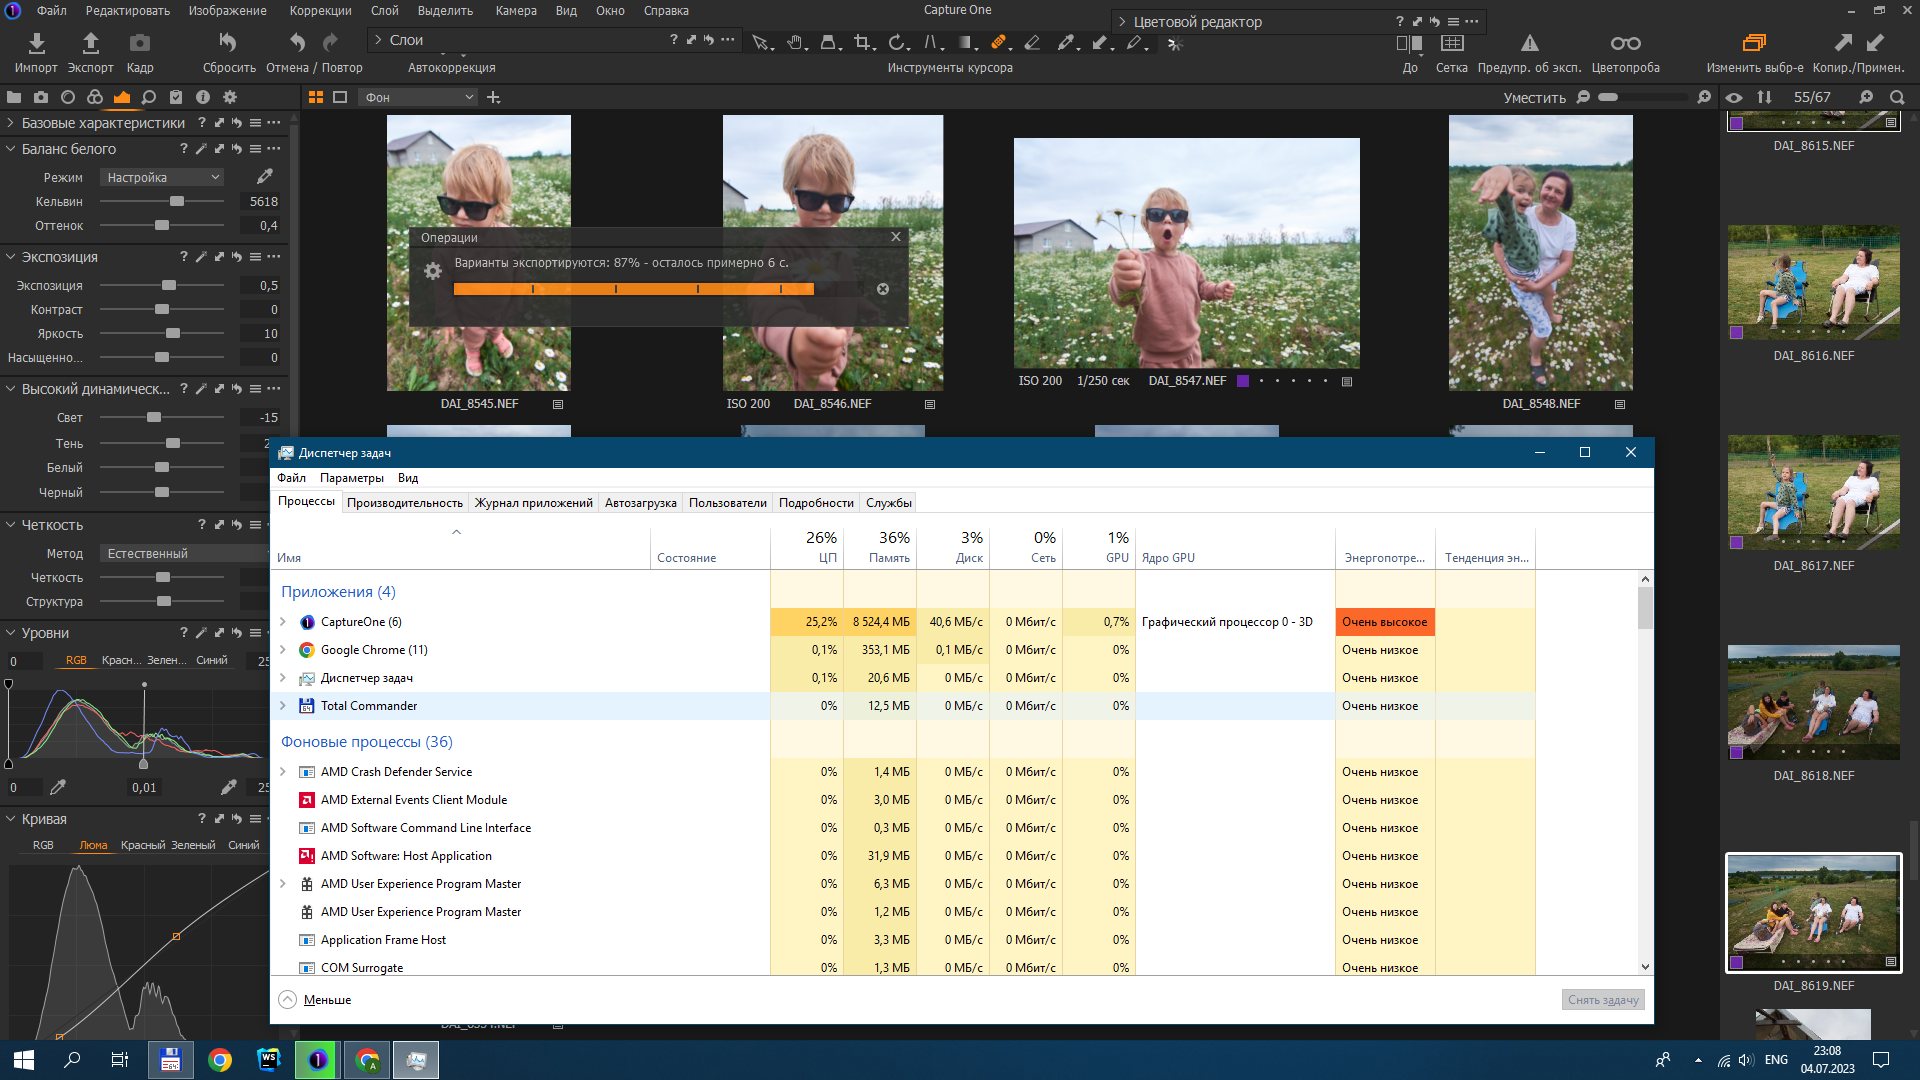 Файл Редактировать Изображение Коррекции Слой Выделить Камера Вид Окно Справка
Capture One
Импорт Экспорт Кадр Сбросить Отмена / Повтор Автокоррекция
Слои
Инструменты курсора
Цветовой редактор
До Сетка Предупр. об эксп. Цветопроба Изменить выбр-е Копир./Примен.
Фон
Уместить
55/67
Базовые характеристики
Баланс белого
Режим Настройка
Кельвин 5618
Оттенок 0,4
Экспозиция
Экспозиция 0,5
Контраст 0
Яркость 10
Насыщенно... 0
Высокий динамическ...
Свет -15
Тень 2
Белый
Черный
Четкость
Метод Естественный
Четкость
Структура
Уровни
0 RGB Красн... Зелен... Синий 25
0 0,01 25
Кривая
RGB Люма Красный Зеленый Синий
Операции
Варианты экспортируются: 87% - осталось примерно 6 с.
DAI_8545.NEF
ISO 200 DAI_8546.NEF
ISO 200 1/250 сек DAI_8547.NEF
DAI_8548.NEF
DAI_8615.NEF
DAI_8616.NEF
DAI_8617.NEF
DAI_8618.NEF
DAI_8619.NEF
Диспетчер задач
Файл Параметры Вид
Процессы Производительность Журнал приложений Автозагрузка Пользователи Подробности Службы
26% 36% 3% 0% 1%
Имя Состояние ЦП Память Диск Сеть GPU Ядро GPU Энергопотре... Тенденция эн...
Приложения (4)
CaptureOne (6) 25,2% 8 524,4 МБ 40,6 МБ/с 0 Мбит/с 0,7% Графический процессор 0 - 3D Очень высокое
Google Chrome (11) 0,1% 353,1 МБ 0,1 МБ/с 0 Мбит/с 0% Очень низкое
Диспетчер задач 0,1% 20,6 МБ 0 МБ/с 0 Мбит/с 0% Очень низкое
Total Commander 0% 12,5 МБ 0 МБ/с 0 Мбит/с 0% Очень низкое
Фоновые процессы (36)
AMD Crash Defender Service 0% 1,4 МБ 0 МБ/с 0 Мбит/с 0% Очень низкое
AMD External Events Client Module 0% 3,0 МБ 0 МБ/с 0 Мбит/с 0% Очень низкое
AMD Software Command Line Interface 0% 0,3 МБ 0 МБ/с 0 Мбит/с 0% Очень низкое
AMD Software: Host Application 0% 31,9 МБ 0 МБ/с 0 Мбит/с 0% Очень низкое
AMD User Experience Program Master 0% 6,3 МБ 0 МБ/с 0 Мбит/с 0% Очень низкое
AMD User Experience Program Master 0% 1,2 МБ 0 МБ/с 0 Мбит/с 0% Очень низкое
Application Frame Host 0% 3,3 МБ 0 МБ/с 0 Мбит/с 0% Очень низкое
COM Surrogate 0% 1,3 МБ 0 МБ/с 0 Мбит/с 0% Очень низкое
Меньше
Снять задачу
ENG
23:08
04.07.2023